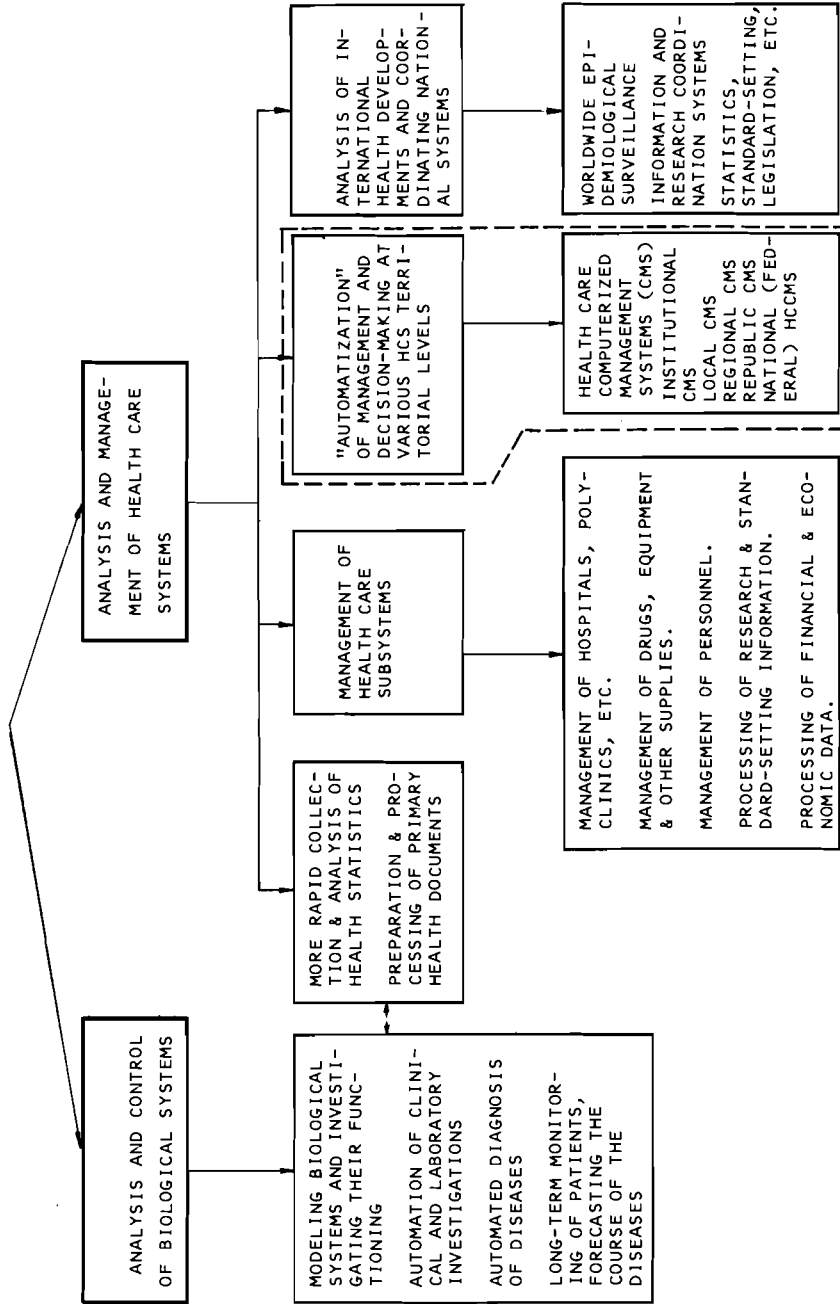 ANALYSIS AND CONTROL
OF BIOLOGICAL SYSTEMS
ANALYSIS AND MANAGE-
MENT OF HEALTH CARE
SYSTEMS
MODELING BIOLOGICAL
SYSTEMS AND INVESTI-
GATING THEIR FUNC-
TIONING
AUTOMATION OF CLINI-
CAL AND LABORATORY
INVESTIGATIONS
AUTOMATED DIAGNOSIS
OF DISEASES
LONG-TERM MONITOR-
ING OF PATIENTS,
FORECASTING THE
COURSE OF THE
DISEASES
MORE RAPID COLLEC-
TION & ANALYSIS OF
HEALTH STATISTICS
PREPARATION & PRO-
CESSING OF PRIMARY
HEALTH DOCUMENTS
MANAGEMENT OF
HEALTH CARE
SUBSYSTEMS
"AUTOMATIZATION"
OF MANAGEMENT AND
DECISION-MAKING AT
VARIOUS HCS TERRI-
TORIAL LEVELS
ANALYSIS OF IN-
TERNATIONAL
HEALTH DEVELOP-
MENTS AND COOR-
DINATING NATION-
AL SYSTEMS
MANAGEMENT OF HOSPITALS, POLY-
CLINICS, ETC.
MANAGEMENT OF DRUGS, EQUIPMENT
& OTHER SUPPLIES.
MANAGEMENT OF PERSONNEL.
PROCESSING OF RESEARCH & STAN-
DARD-SETTING INFORMATION.
PROCESSING OF FINANCIAL & ECO-
NOMIC DATA.
HEALTH CARE
COMPUTERIZED
MANAGEMENT
SYSTEMS (CMS)
INSTITUTIONAL
CMS
LOCAL CMS
REGIONAL CMS
REPUBLIC CMS
NATIONAL (FED-
ERAL) HCCMS
WORLDWIDE EPI-
DEMIOLOGICAL
SURVEILLANCE
INFORMATION AND
RESEARCH COORDI-
NATION SYSTEMS
STATISTICS,
STANDARD-SETTING,
LEGISLATION, ETC.